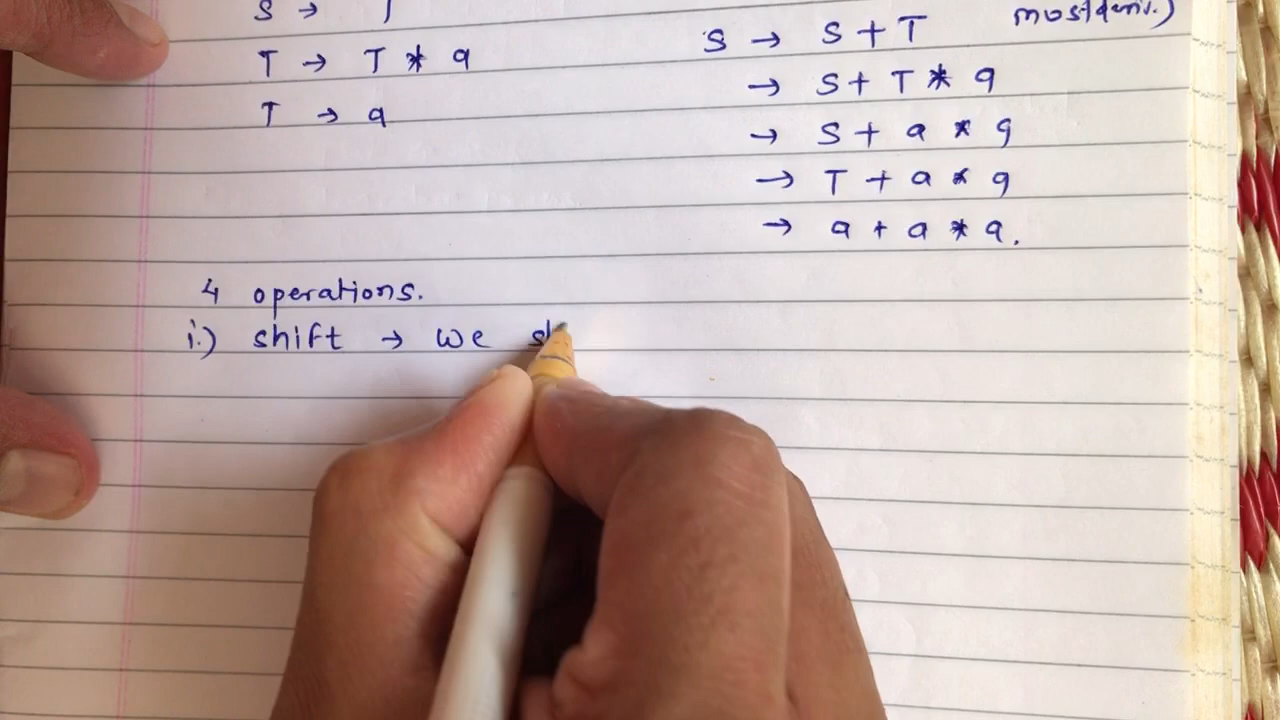 S →
T → T * a
T → a
most deriv.)
S → S + T
→ S + T * a
→ S + a * a
→ T + a * a
→ a + a * a.
4 operations.
i.) shift → we